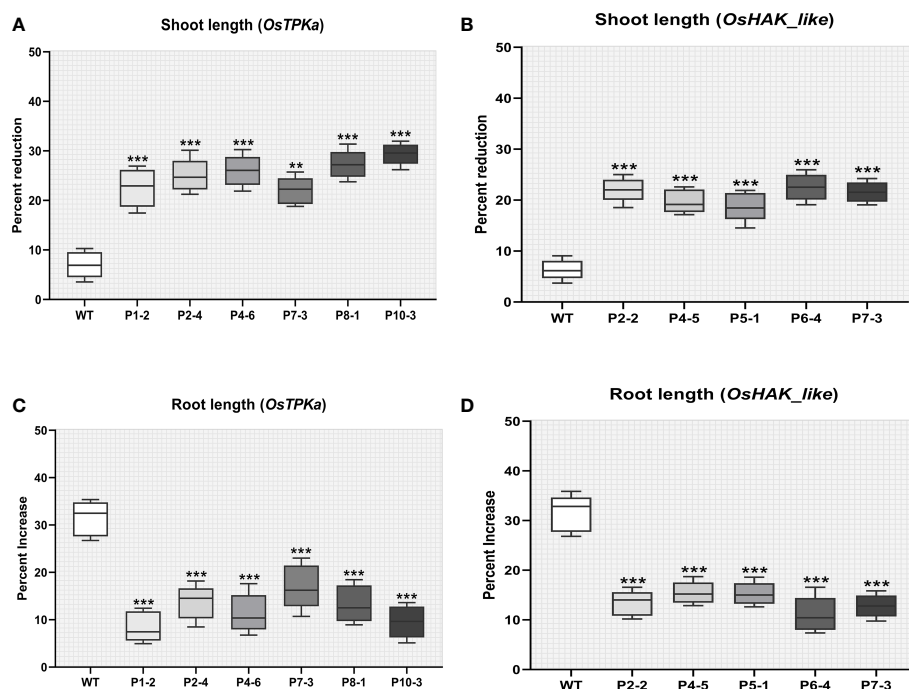 A
Shoot length (OsTPKa)
Percent reduction
50
40
30
20
10
0
*** *** *** ** *** ***
WT P1-2 P2-4 P4-6 P7-3 P8-1 P10-3
B
Shoot length (OsHAK_like)
Percent reduction
50
40
30
20
10
0
*** *** *** *** ***
WT P2-2 P4-5 P5-1 P6-4 P7-3
C
Root length (OsTPKa)
Percent Increase
50
40
30
20
10
0
*** *** *** *** *** ***
WT P1-2 P2-4 P4-6 P7-3 P8-1 P10-3
D
Root length (OsHAK_like)
Percent Increase
50
40
30
20
10
0
*** *** *** *** ***
WT P2-2 P4-5 P5-1 P6-4 P7-3